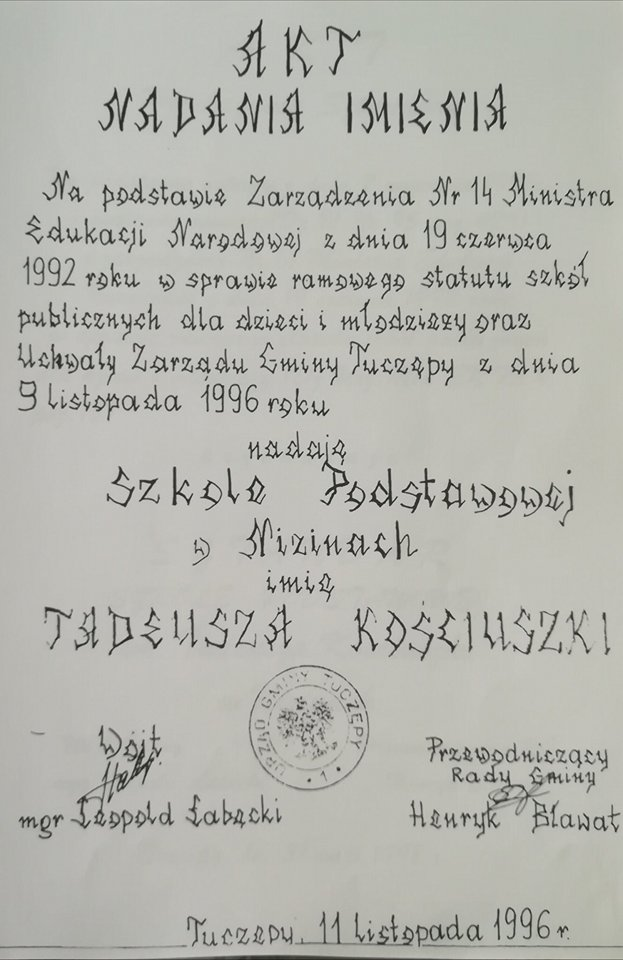 AKT
NADANIA IMIENIA
Na podstawie Zarządzenia Nr 14 Ministra
Edukacji Narodowej z dnia 19 czerwca
1992 roku w sprawie ramowego statutu szkół
publicznych dla dzieci i młodzieży oraz
Uchwały Zarządu Gminy Tuczępy z dnia
9 listopada 1996 roku
nadaję
Szkole Podstawowej
w Nizinach
imię
TADEUSZA KOŚCIUSZKI
URZĄD GMINY TUCZĘPY
1
Wójt
mgr Leopold Łabęcki
Przewodniczący
Rady Gminy
Henryk Bławat
Tuczępy, 11 listopada 1996 r.